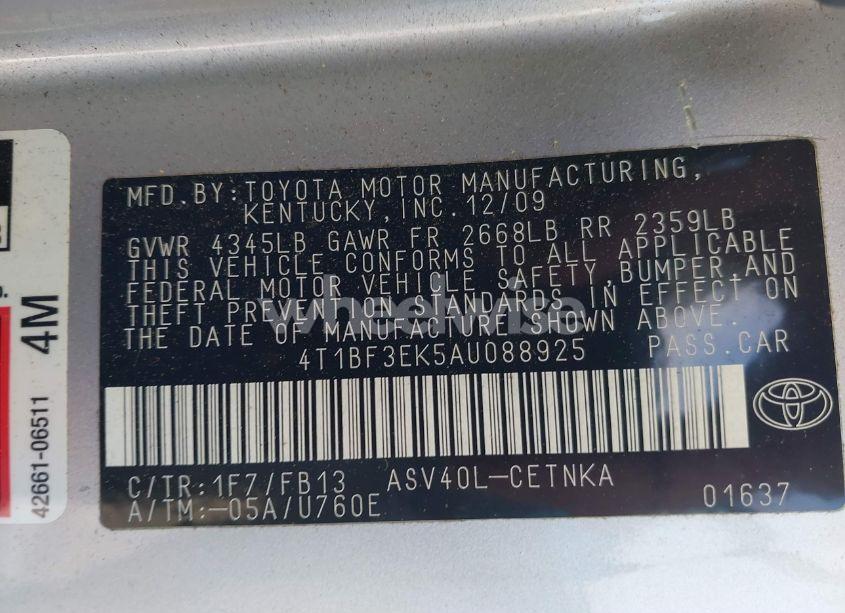 MFD.BY: TOYOTA MOTOR MANUFACTURING,
KENTUCKY, INC. 12/09
GVWR 4345LB GAWR FR 2668LB RR 2359LB
THIS VEHICLE CONFORMS TO ALL APPLICABLE
FEDERAL MOTOR VEHICLE SAFETY, BUMPER, AND
THEFT PREVENTION STANDARDS IN EFFECT ON
THE DATE OF MANUFACTURE SHOWN ABOVE.
4T1BF3EK5AU088925 PASS.CAR
C/TR:1F7/FB13 ASV40L-CETNKA
A/TM:-05A/U760E 01637
42661-06511 4M
wheelwise